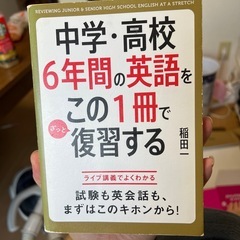 REVIEWING JUNIOR & SENIOR HIGH SCHOOL ENGLISH AT A STRETCH
中学・高校
6年間の英語を
この1冊で
ざっと
復習する
稲田一
ライブ講義でよくわかる
試験も英会話も、
まずはこのキホンから!